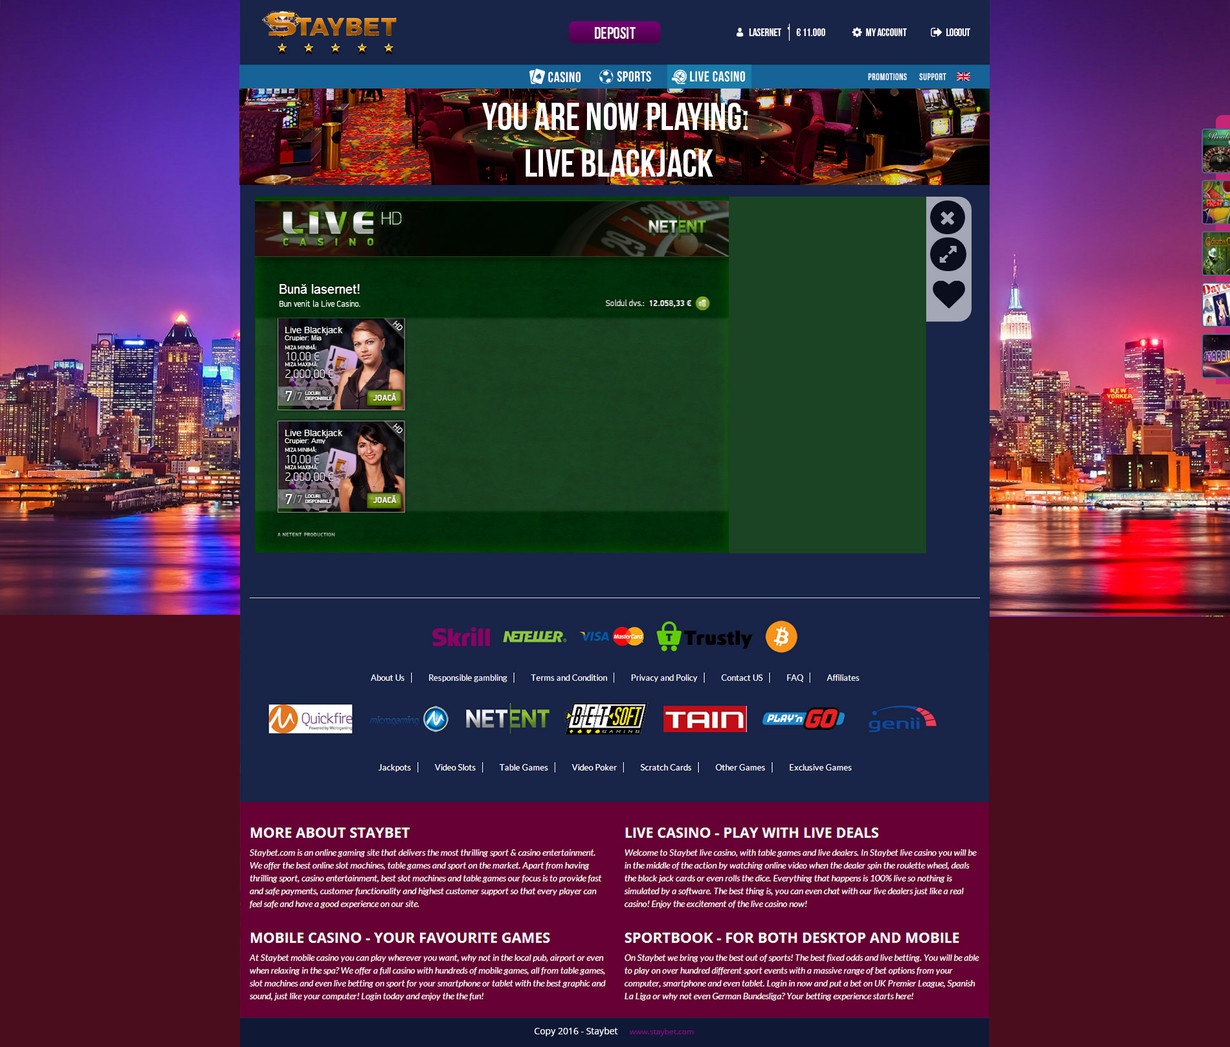 STAYBET
DEPOSIT
LASERNET
€ 11.000
MY ACCOUNT
LOGOUT
CASINO
SPORTS
LIVE CASINO
PROMOTIONS
SUPPORT
YOU ARE NOW PLAYING:
LIVE BLACKJACK
LIVE HD
CASINO
NETENT
Bună lasernet!
Bun venit la Live Casino.
Soldul dvs.: 12.058,33 €
Live Blackjack
HD
Crupier: Mia
MIZA MINIMĂ:
10,00 €
MIZA MAXIMĂ:
2.000,00 €
7/7 LOCURI DISPONIBILE
JOACĂ
Live Blackjack
HD
Crupier: Amy
MIZA MINIMĂ:
10,00 €
MIZA MAXIMĂ:
2.000,00 €
7/7 LOCURI DISPONIBILE
JOACĂ
A NETENT PRODUCTION
NEW YORKER
Skrill
NETELLER
VISA
MasterCard
Trustly
About Us
Responsible gambling
Terms and Condition
Privacy and Policy
Contact US
FAQ
Affiliates
Quickfire
Powered by Microgaming
microgaming
NETENT
BETSOFT
GAMING
TAIN
PLAY'n GO
genii
Jackpots
Video Slots
Table Games
Video Poker
Scratch Cards
Other Games
Exclusive Games
MORE ABOUT STAYBET
Staybet.com is an online gaming site that delivers the most thrilling sport & casino entertainment.
We offer the best online slot machines, table games and sport on the market. Apart from having
thrilling sport, casino entertainment, best slot machines and table games our focus is to provide fast
and safe payments, customer functionality and highest customer support so that every player can
feel safe and have a good experience on our site.
LIVE CASINO - PLAY WITH LIVE DEALS
Welcome to Staybet live casino, with table games and live dealers. In Staybet live casino you will be
in the middle of the action by watching online video when the dealer spin the roulette wheel, deals
the black jack cards or even rolls the dice. Everything that happens is 100% live so nothing is
simulated by a software. The best thing is, you can even chat with our live dealers just like a real
casino! Enjoy the excitement of the live casino now!
MOBILE CASINO - YOUR FAVOURITE GAMES
At Staybet mobile casino you can play wherever you want, why not in the local pub, airport or even
when relaxing in the spa? We offer a full casino with hundreds of mobile games, all from table games,
slot machines and even live betting on sport for your smartphone or tablet with the best graphic and
sound, just like your computer! Login today and enjoy the the fun!
SPORTBOOK - FOR BOTH DESKTOP AND MOBILE
On Staybet we bring you the best out of sports! The best fixed odds and live betting. You will be able
to play on over hundred different sport events with a massive range of bet options from your
computer, smartphone and even tablet. Login in now and put a bet on UK Premier League, Spanish
La Liga or why not even German Bundesliga? Your betting experience starts here!
Copy 2016 - Staybet
www.staybet.com